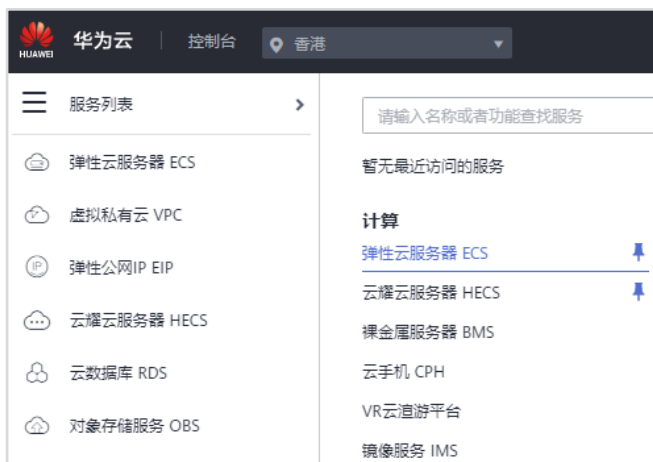 HUAWEI 华为云 控制台 香港
服务列表
弹性云服务器 ECS
虚拟私有云 VPC
弹性公网IP EIP
云耀云服务器 HECS
云数据库 RDS
对象存储服务 OBS
请输入名称或者功能查找服务
暂无最近访问的服务
计算
弹性云服务器 ECS
云耀云服务器 HECS
裸金属服务器 BMS
云手机 CPH
VR云渲游平台
镜像服务 IMS